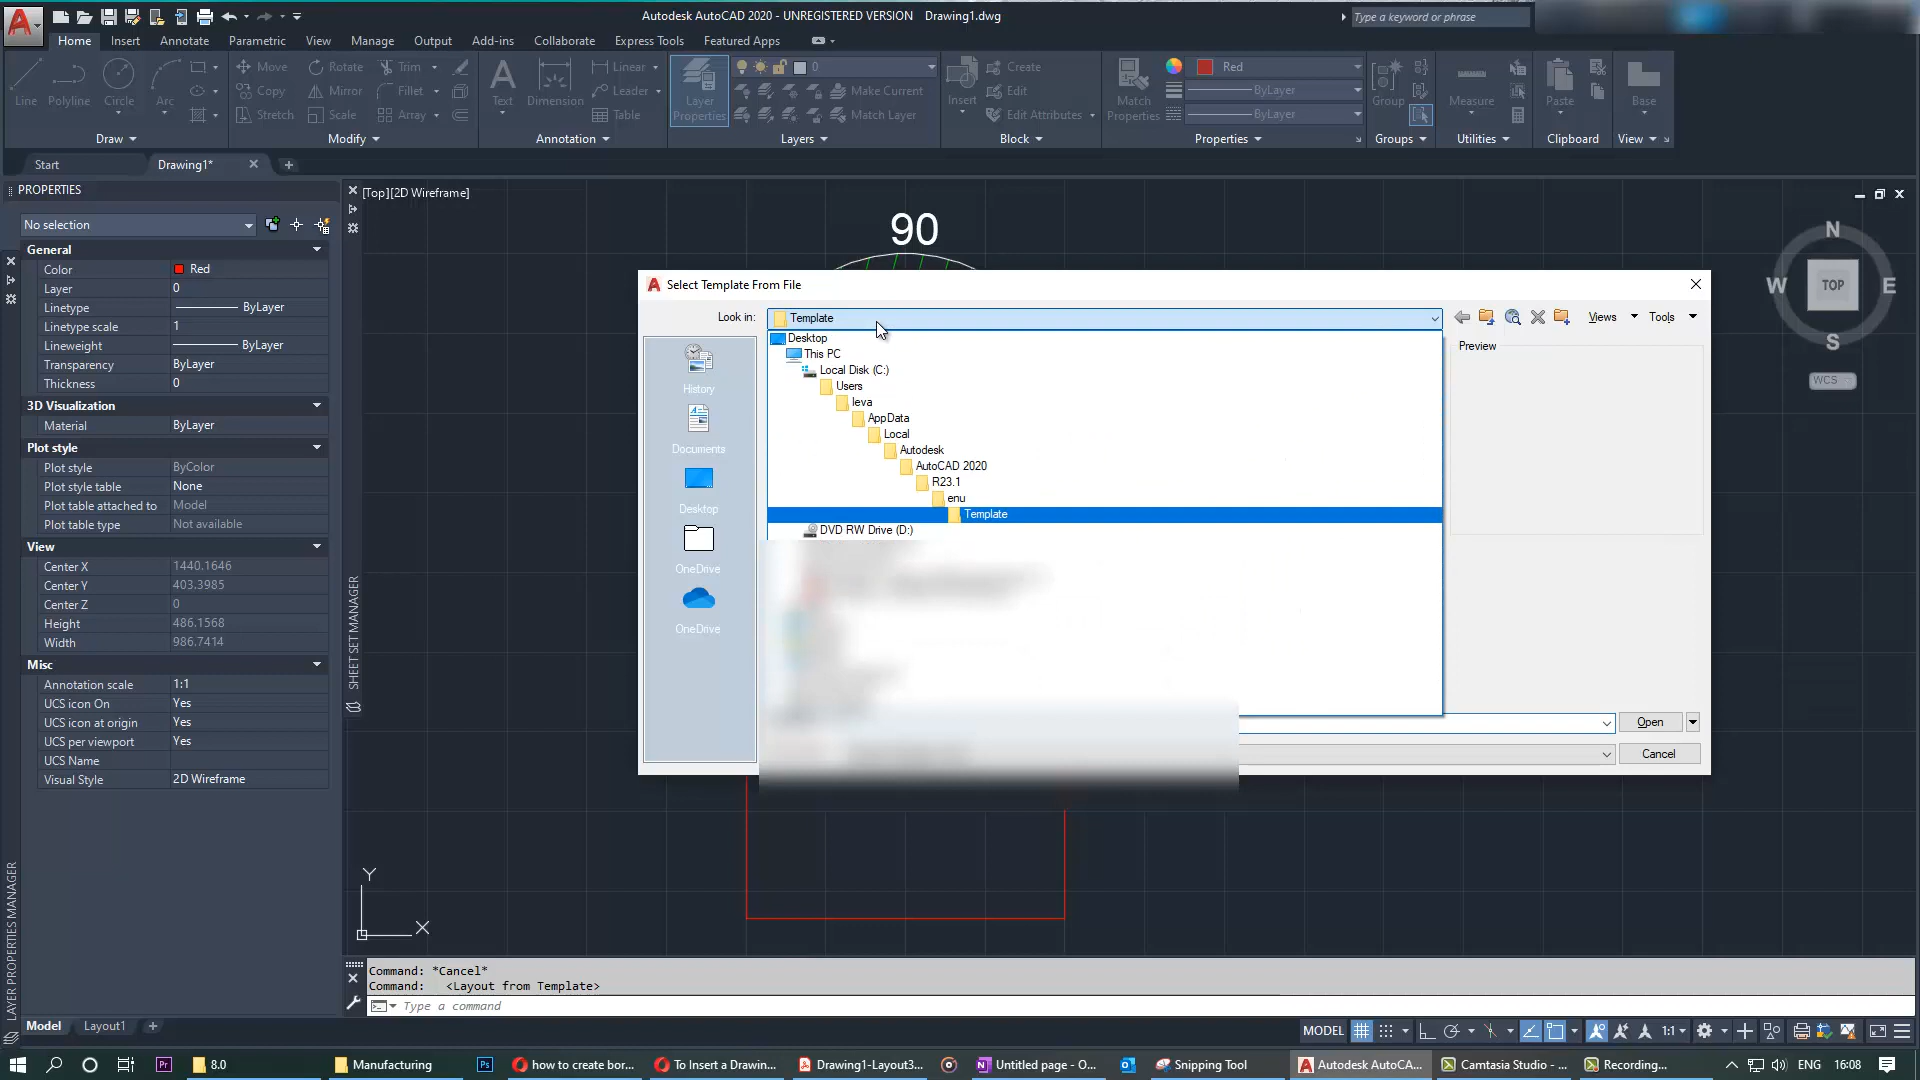 Autodesk AutoCAD 2020 - UNREGISTERED VERSION Drawing1.dwg
Type a keyword or phrase
Home Insert Annotate Parametric View Manage Output Add-ins Collaborate Express Tools Featured Apps
Line Polyline Circle Arc
Move Rotate Trim
Copy Mirror Fillet
Stretch Scale Array
Text Dimension
Linear
Leader
Table
Layer Properties
0
Make Current
Match Layer
Insert
Create
Edit
Edit Attributes
Match Properties
Red
ByLayer
ByLayer
Group
Measure
Paste
Base
Draw Modify Annotation Layers Block Properties Groups Utilities Clipboard View
Start Drawing1*
PROPERTIES
No selection
General
Color Red
Layer 0
Linetype ByLayer
Linetype scale 1
Lineweight ByLayer
Transparency ByLayer
Thickness 0
3D Visualization
Material ByLayer
Plot style
Plot style ByColor
Plot style table None
Plot table attached to Model
Plot table type Not available
View
Center X 1440.1646
Center Y 403.3985
Center Z 0
Height 486.1568
Width 986.7414
Misc
Annotation scale 1:1
UCS icon On Yes
UCS icon at origin Yes
UCS per viewport Yes
UCS Name
Visual Style 2D Wireframe
LAYER PROPERTIES MANAGER
SHEET SET MANAGER
[Top][2D Wireframe]
90
N
W TOP E
S
WCS
Select Template From File
Look in: Template
Views Tools
History
Documents
Desktop
OneDrive
OneDrive
Desktop
This PC
Local Disk (C:)
Users
Ieva
AppData
Local
Autodesk
AutoCAD 2020
R23.1
enu
Template
DVD RW Drive (D:)
Preview
Open
Cancel
Y
X
Command: *Cancel*
Command: <Layout from Template>
Type a command
Model Layout1
MODEL 1:1
Pr 8.0 Manufacturing Ps how to create bor... To Insert a Drawin... Drawing1-Layout3... Untitled page - O... Snipping Tool Autodesk AutoCA... Camtasia Studio - ... Recording... ENG 16:08